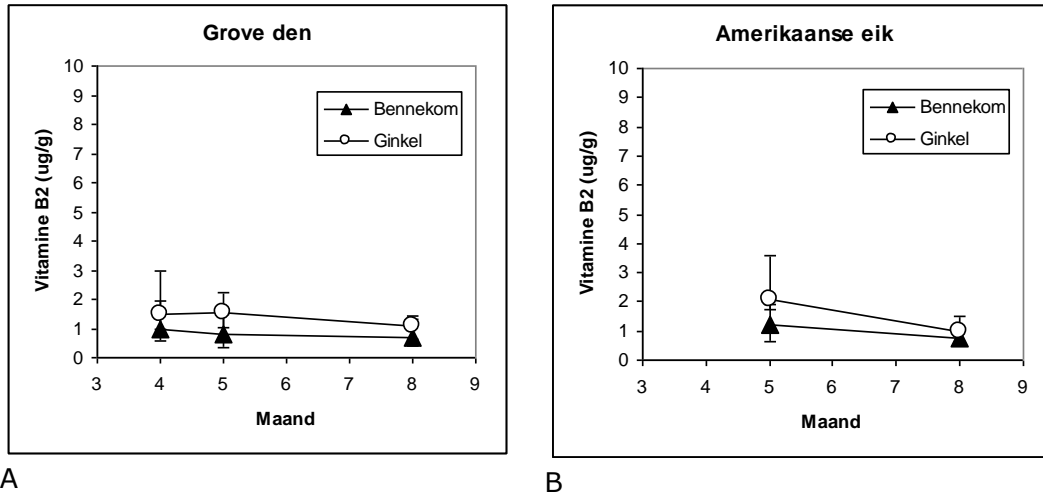 Grove den
10
9
8
7
6
5
4
3
2
1
0
Vitamine B2 (ug/g)
Bennekom
Ginkel
3 4 5 6 7 8 9
Maand
A
Amerikaanse eik
10
9
8
7
6
5
4
3
2
1
0
Vitamine B2 (ug/g)
Bennekom
Ginkel
3 4 5 6 7 8 9
Maand
B